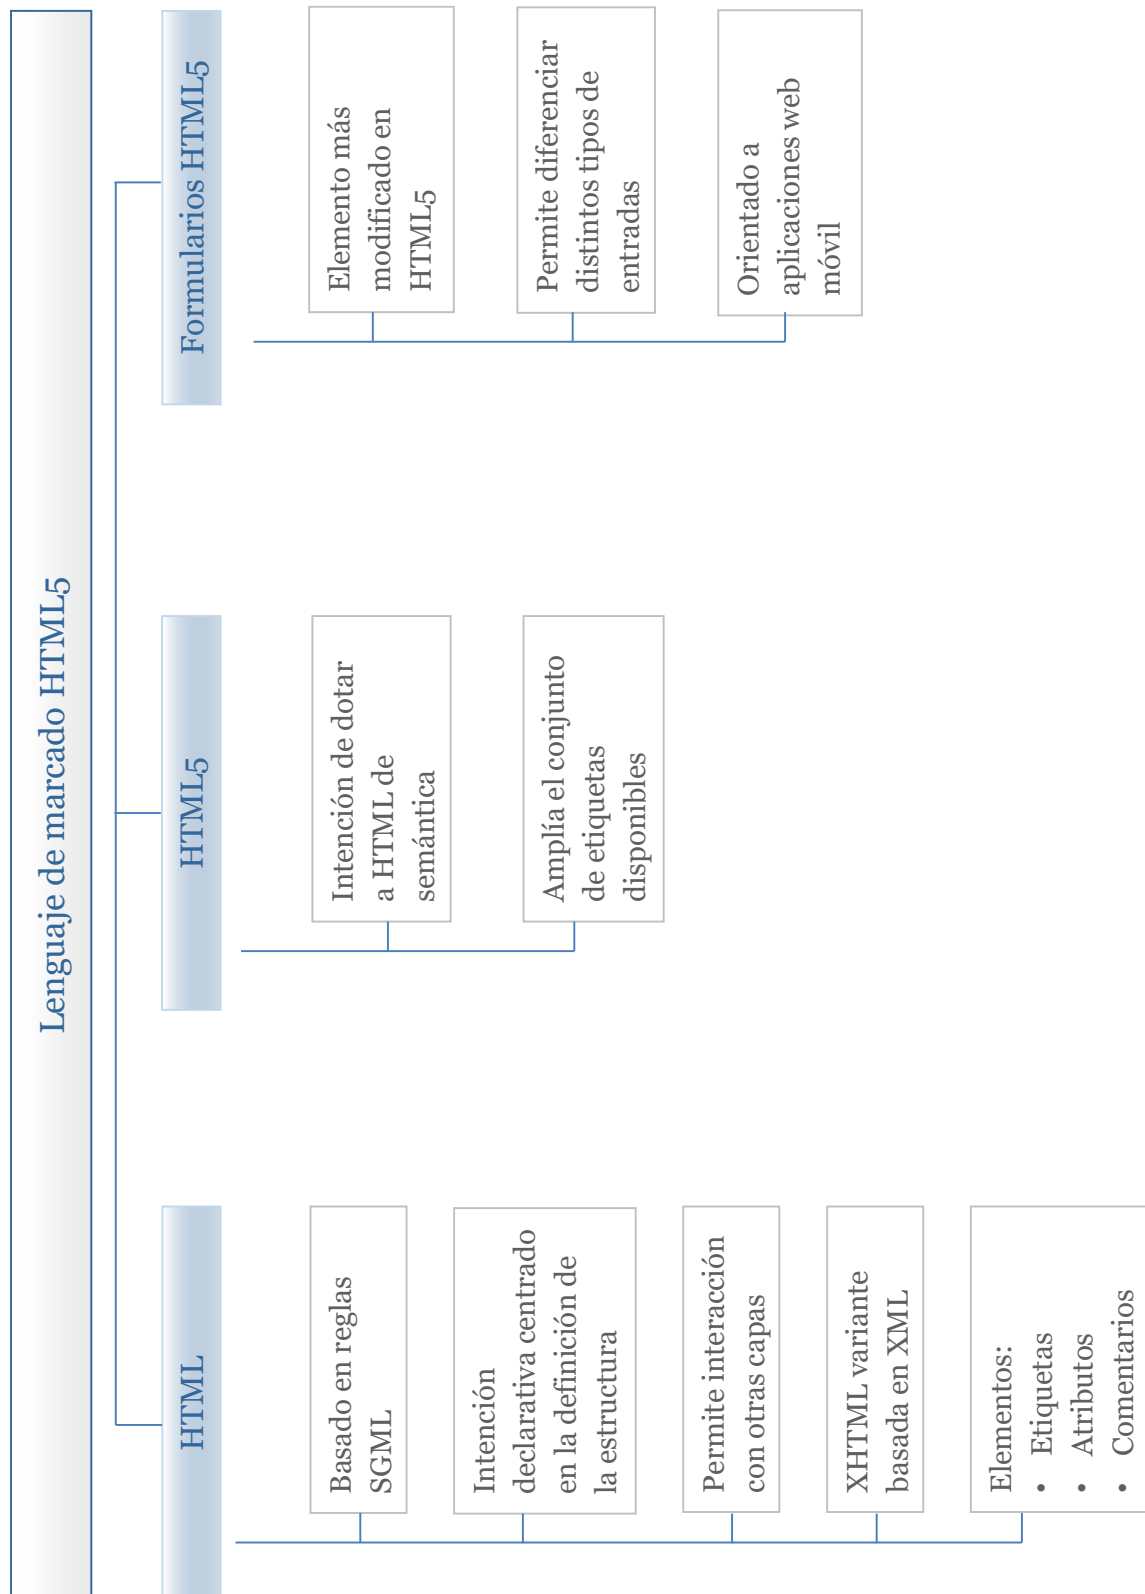 Lenguaje de marcado HTML5
HTML
Basado en reglas
SGML
Intención
declarativa centrado
en la definición de
la estructura
Permite interacción
con otras capas
XHTML variante
basada en XML
Elementos:
• Etiquetas
• Atributos
• Comentarios
HTML5
Intención de dotar
a HTML de
semántica
Amplía el conjunto
de etiquetas
disponibles
Formularios HTML5
Elemento más
modificado en
HTML5
Permite diferenciar
distintos tipos de
entradas
Orientado a
aplicaciones web
móvil